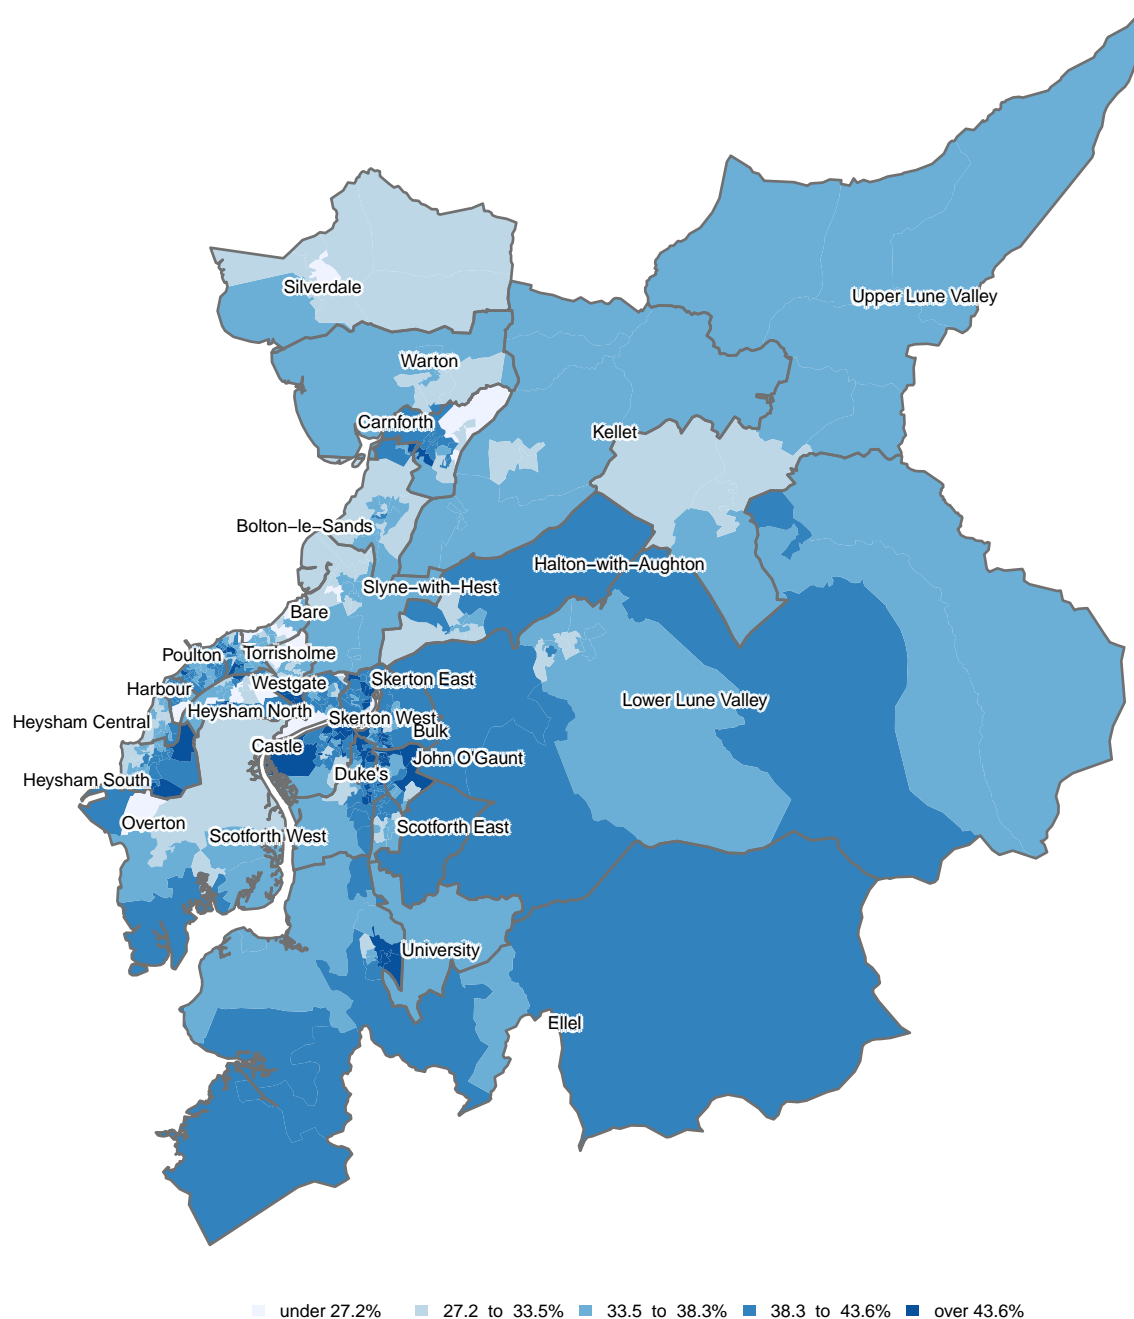 Silverdale
Upper Lune Valley
Warton
Carnforth
Kellet
Bolton−le−Sands
Halton−with−Aughton
Slyne−with−Hest
Bare
Poulton
Torrisholme
Skerton East
Westgate
Harbour
Lower Lune Valley
Heysham North
Skerton West
Heysham Central
Bulk
Castle
John O'Gaunt
Duke's
Heysham South
Overton
Scotforth East
Scotforth West
University
Ellel
under 27.2%
27.2 to 33.5%
33.5 to 38.3%
38.3 to 43.6%
over 43.6%